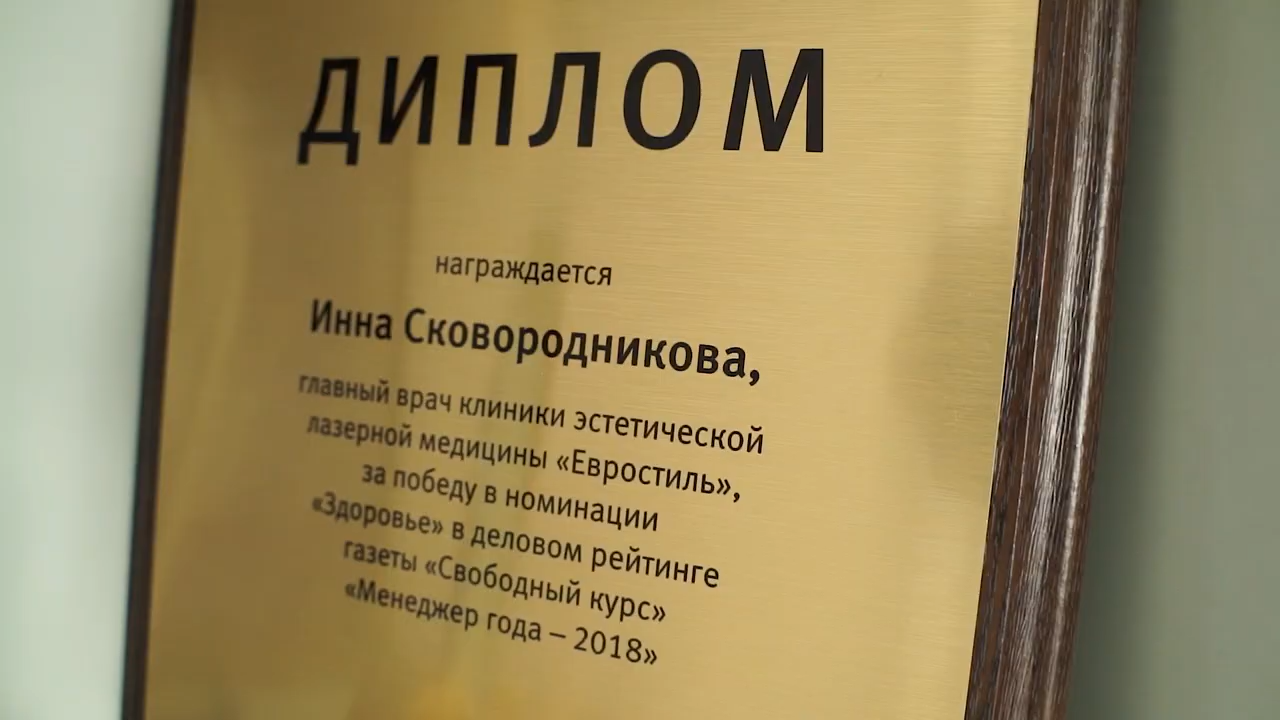 ДИПЛОМ
награждается
Инна Сковородникова,
главный врач клиники эстетической
лазерной медицины «Евростиль»,
за победу в номинации
«Здоровье» в деловом рейтинге
газеты «Свободный курс»
«Менеджер года – 2018»